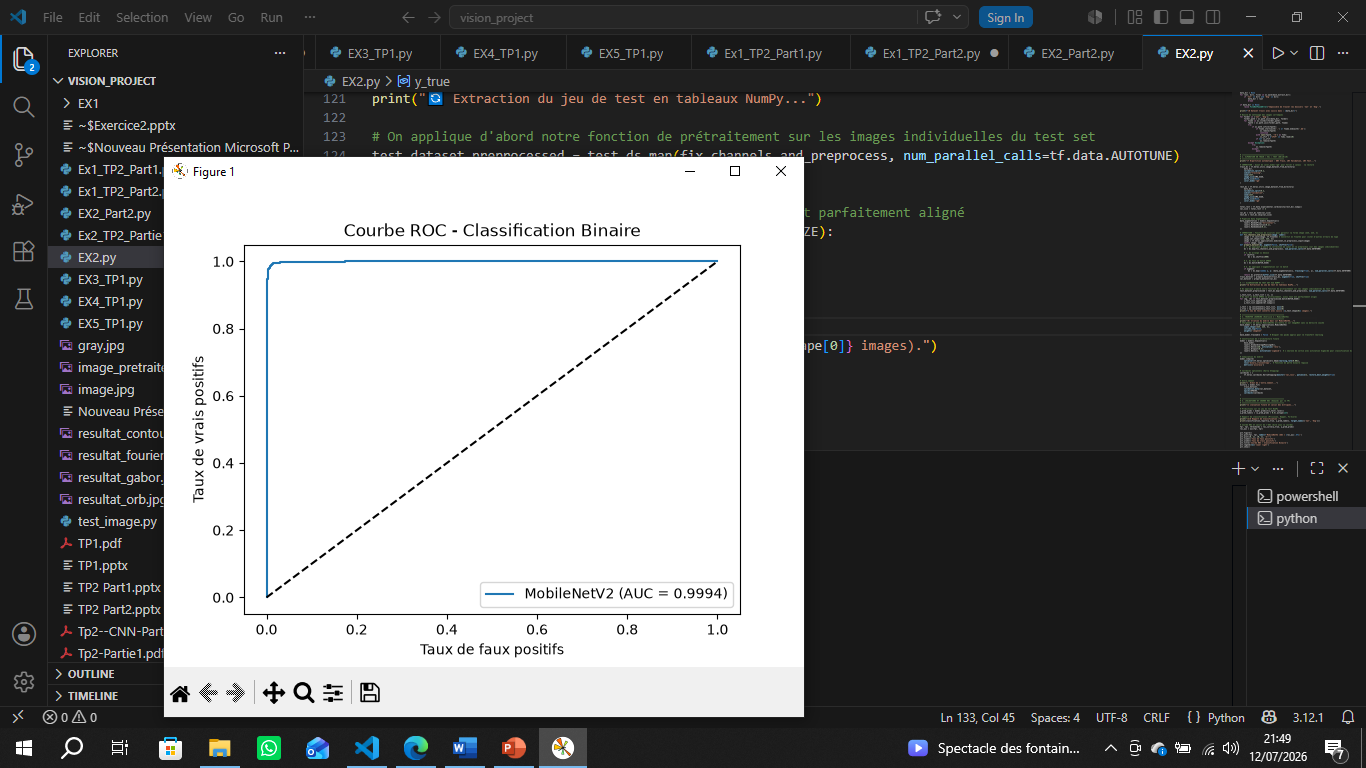 File Edit Selection View Go Run ···
vision_project
Sign In
EXPLORER
EX3_TP1.py
EX4_TP1.py
EX5_TP1.py
Ex1_TP2_Part1.py
Ex1_TP2_Part2.py
EX2_Part2.py
EX2.py
EX2.py > y_true
VISION_PROJECT
EX1
~$Exercice2.pptx
~$Nouveau Présentation Microsoft P...
Ex1_TP2_Part1.
Ex1_TP2_Part2.
EX2_Part2.py
Ex2_TP2_Partie
EX2.py
EX3_TP1.py
EX4_TP1.py
EX5_TP1.py
gray.jpg
image_pretraite
image.jpg
Nouveau Prése
resultat_contou
resultat_fourier
resultat_gabor.
resultat_orb.jpg
test_image.py
TP1.pdf
TP1.pptx
TP2 Part1.pptx
TP2 Part2.pptx
Tp2--CNN-Part
Tp2-Partie1.pdf
OUTLINE
TIMELINE
121 print("🔄 Extraction du jeu de test en tableaux NumPy...")
122
123 # On applique d'abord notre fonction de prétraitement sur les images individuelles du test set
124 test_dataset_preprocessed = test_ds.map(fix_channels_and_preprocess, num_parallel_calls=tf.data.AUTOTUNE)
t parfaitement aligné
ZE):
pe[0]} images).")
Figure 1
Courbe ROC - Classification Binaire
Taux de vrais positifs
1.0
0.8
0.6
0.4
0.2
0.0
MobileNetV2 (AUC = 0.9994)
0.0 0.2 0.4 0.6 0.8 1.0
Taux de faux positifs
powershell
python
0 0
Ln 133, Col 45 Spaces: 4 UTF-8 CRLF { } Python 3.12.1
Spectacle des fontain...
21:49
12/07/2026
7
2